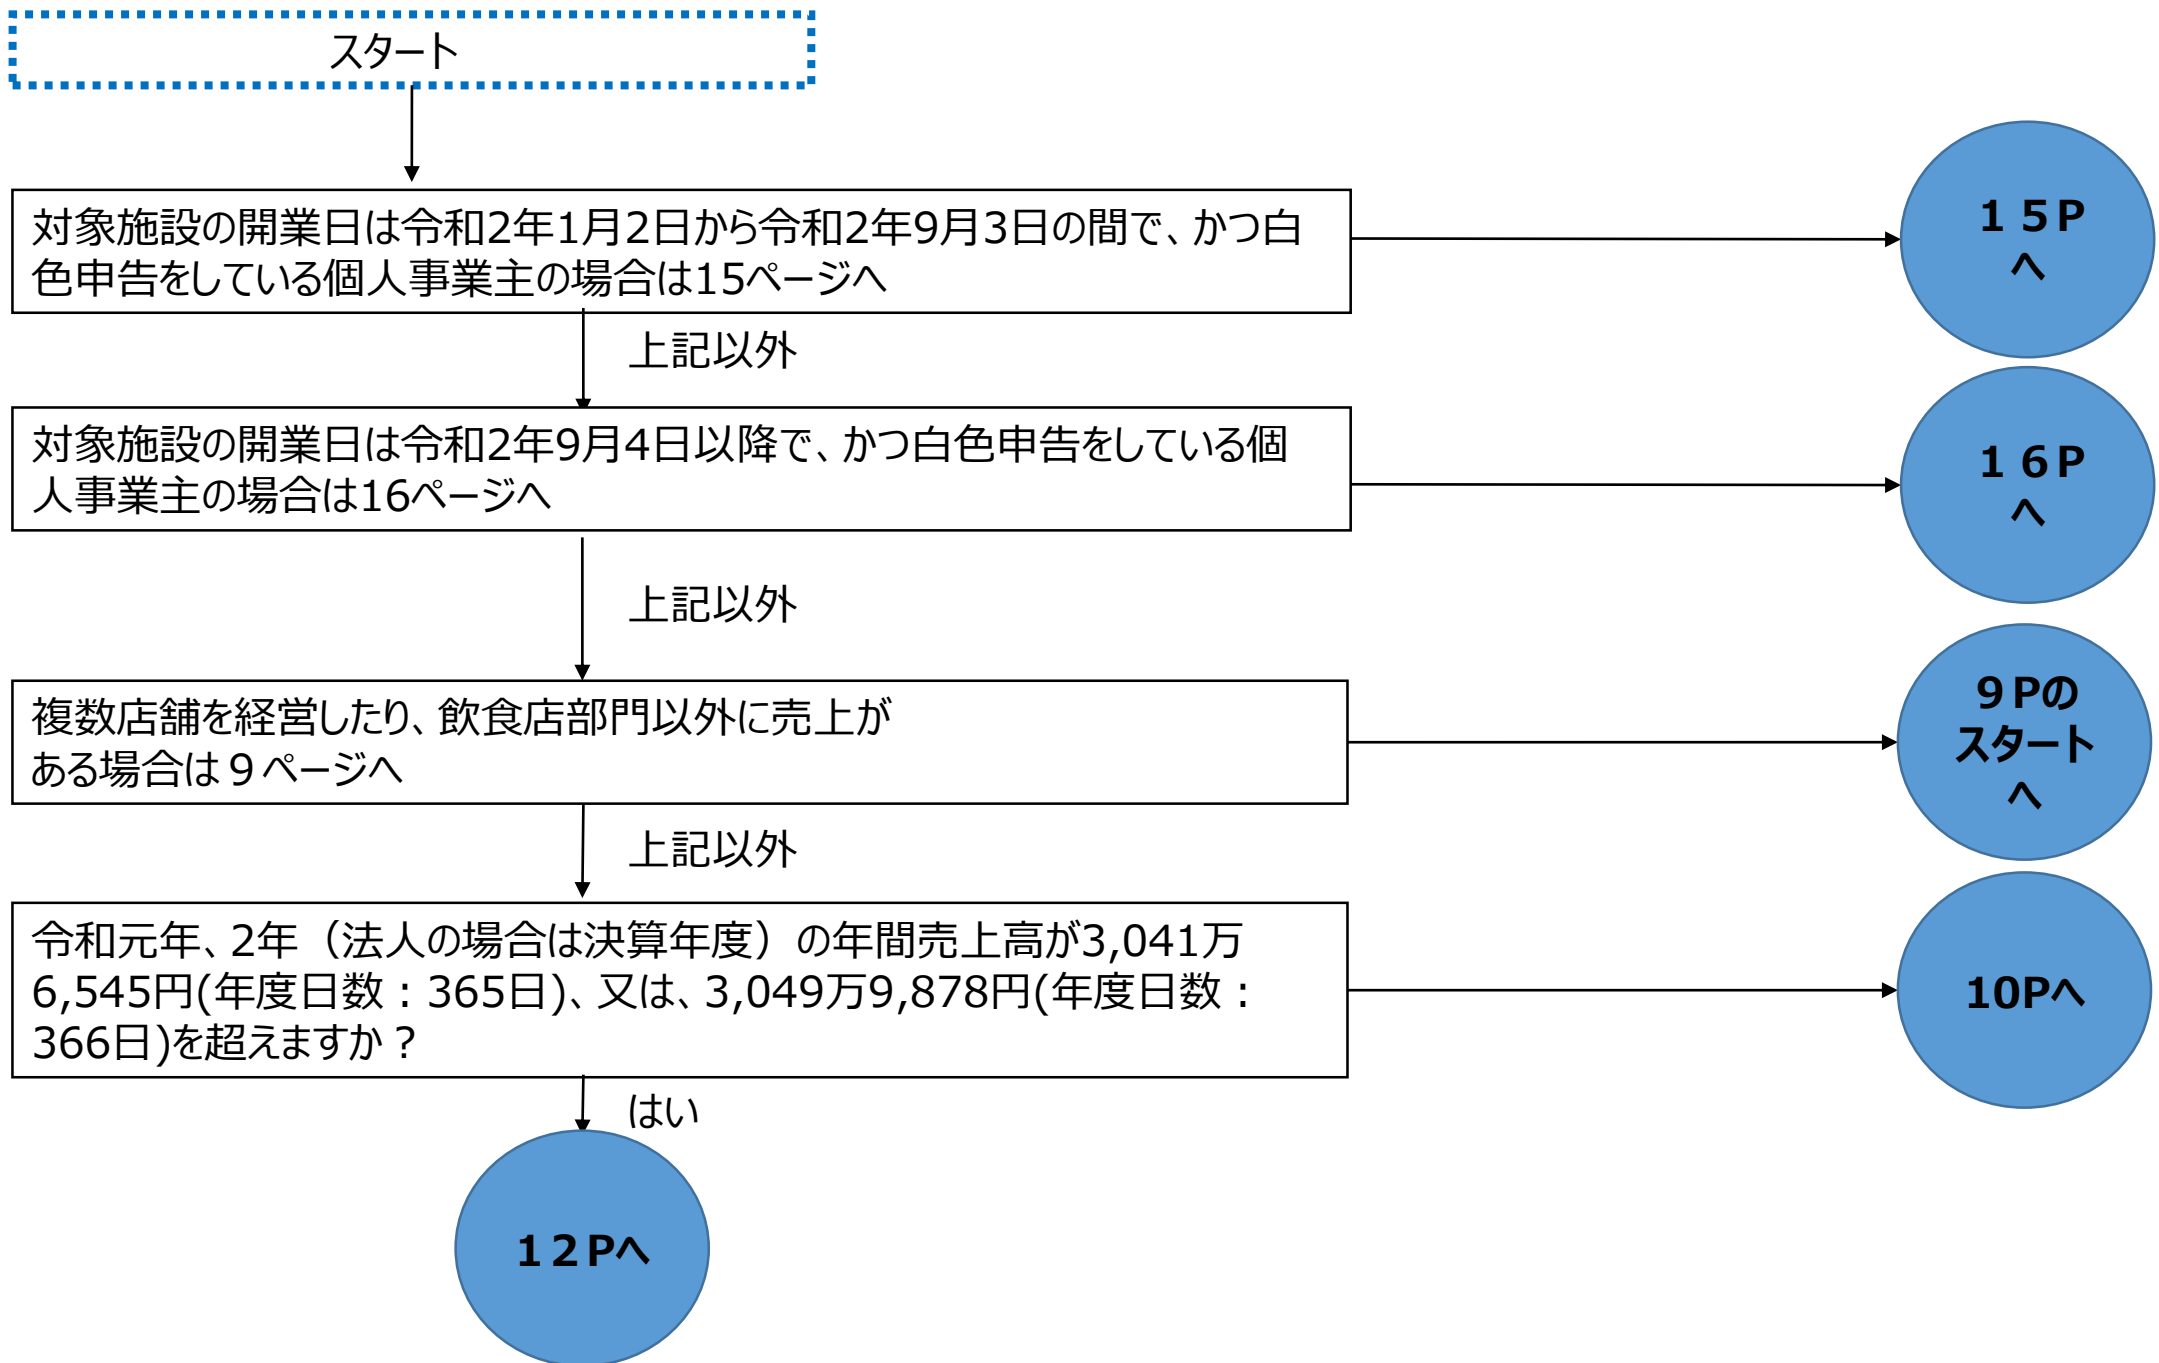 スタート
対象施設の開業日は令和2年1月2日から令和2年9月3日の間で、かつ白
色申告をしている個人事業主の場合は15ページへ
１５Ｐ
へ
上記以外
対象施設の開業日は令和2年9月4日以降で、かつ白色申告をしている個
人事業主の場合は16ページへ
１６Ｐ
へ
上記以外
複数店舗を経営したり、飲食店部門以外に売上が
ある場合は９ページへ
９Ｐの
スタート
へ
上記以外
令和元年、2年（法人の場合は決算年度）の年間売上高が3,041万
6,545円(年度日数：365日)、又は、3,049万9,878円(年度日数：
366日)を超えますか？
10Pへ
はい
１２Ｐへ